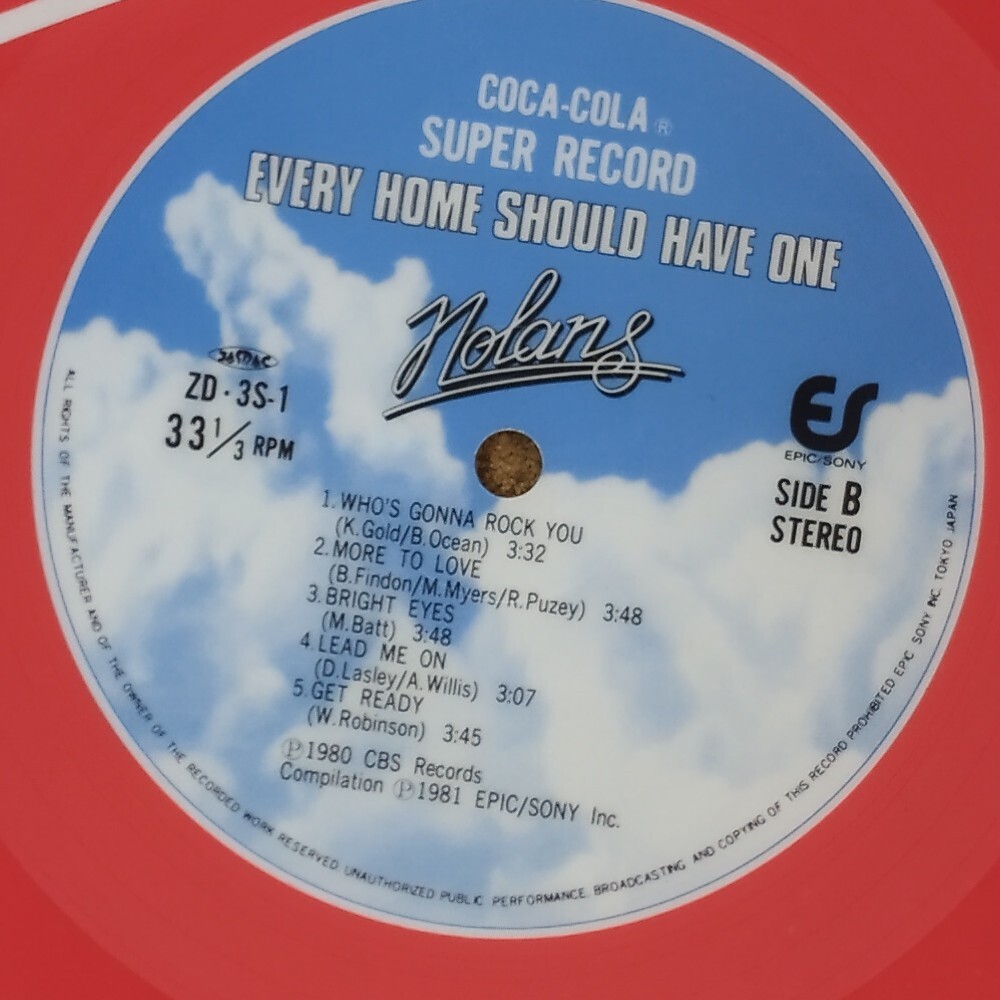 COCA-COLA ®
SUPER RECORD
EVERY HOME SHOULD HAVE ONE
Nolans
JASRAC
ZD・3S-1
33 1/3 RPM
ES
EPIC/SONY
SIDE B
STEREO
1. WHO'S GONNA ROCK YOU
(K.Gold/B.Ocean) 3:32
2. MORE TO LOVE
(B.Findon/M.Myers/R.Puzey) 3:48
3. BRIGHT EYES
(M.Batt) 3:48
4. LEAD ME ON
(D.Lasley/A.Willis) 3:07
5. GET READY
(W.Robinson) 3:45
Ⓟ1980 CBS Records
Compilation Ⓟ1981 EPIC/SONY Inc.
ALL RIGHTS OF THE MANUFACTURER AND OF THE OWNER OF THE RECORDED WORK RESERVED UNAUTHORIZED PUBLIC PERFORMANCE BROADCASTING AND COPYING OF THIS RECORD PROHIBITED EPIC SONY INC. TOKYO JAPAN